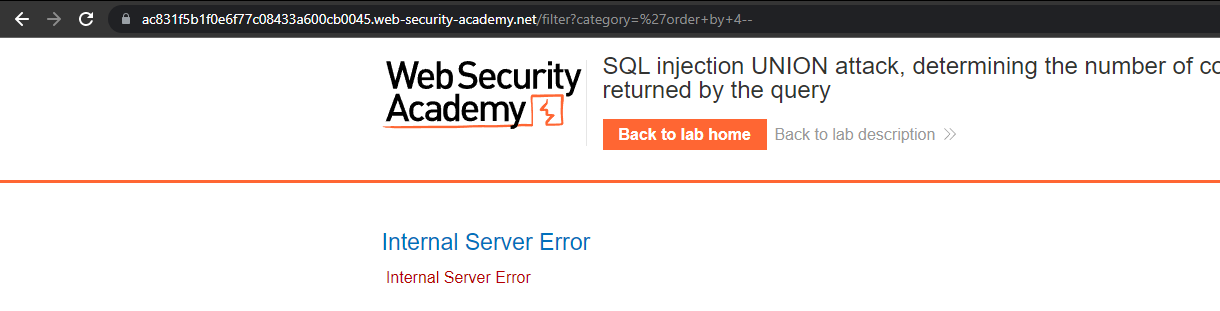 ac831f5b1f0e6f77c08433a600cb0045.web-security-academy.net/filter?category=%27order+by+4--
Web Security
Academy
SQL injection UNION attack, determining the number of co
returned by the query
Back to lab home
Back to lab description
Internal Server Error
Internal Server Error